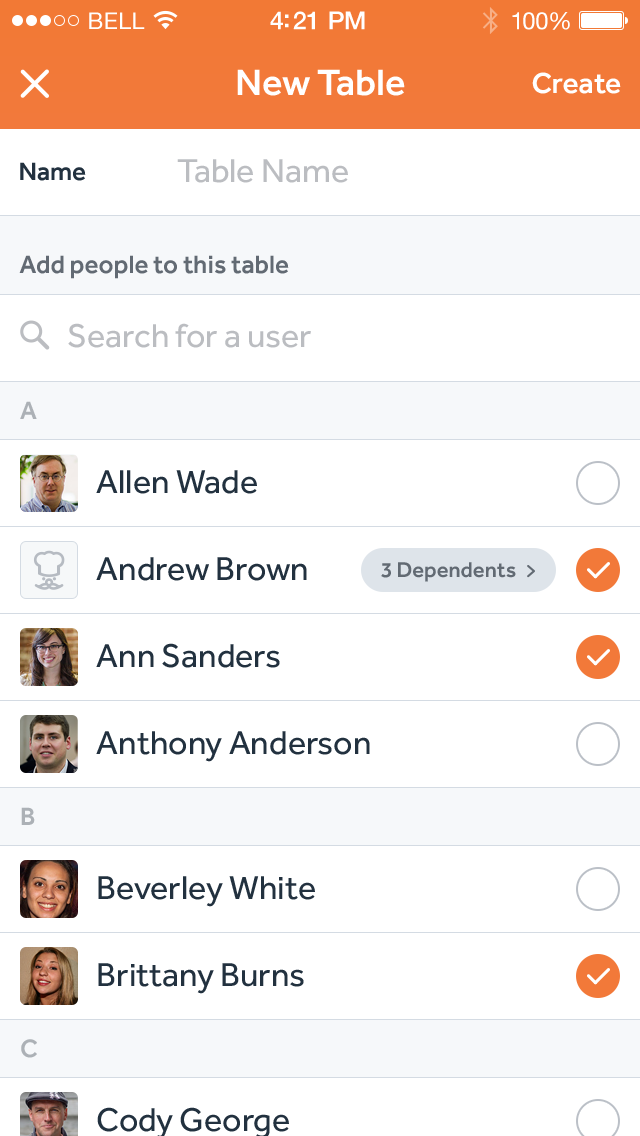 BELL 4:21 PM 100%
New Table Create
Name Table Name
Add people to this table
Search for a user
A
Allen Wade
Andrew Brown 3 Dependents >
Ann Sanders
Anthony Anderson
B
Beverley White
Brittany Burns
C
Cody George